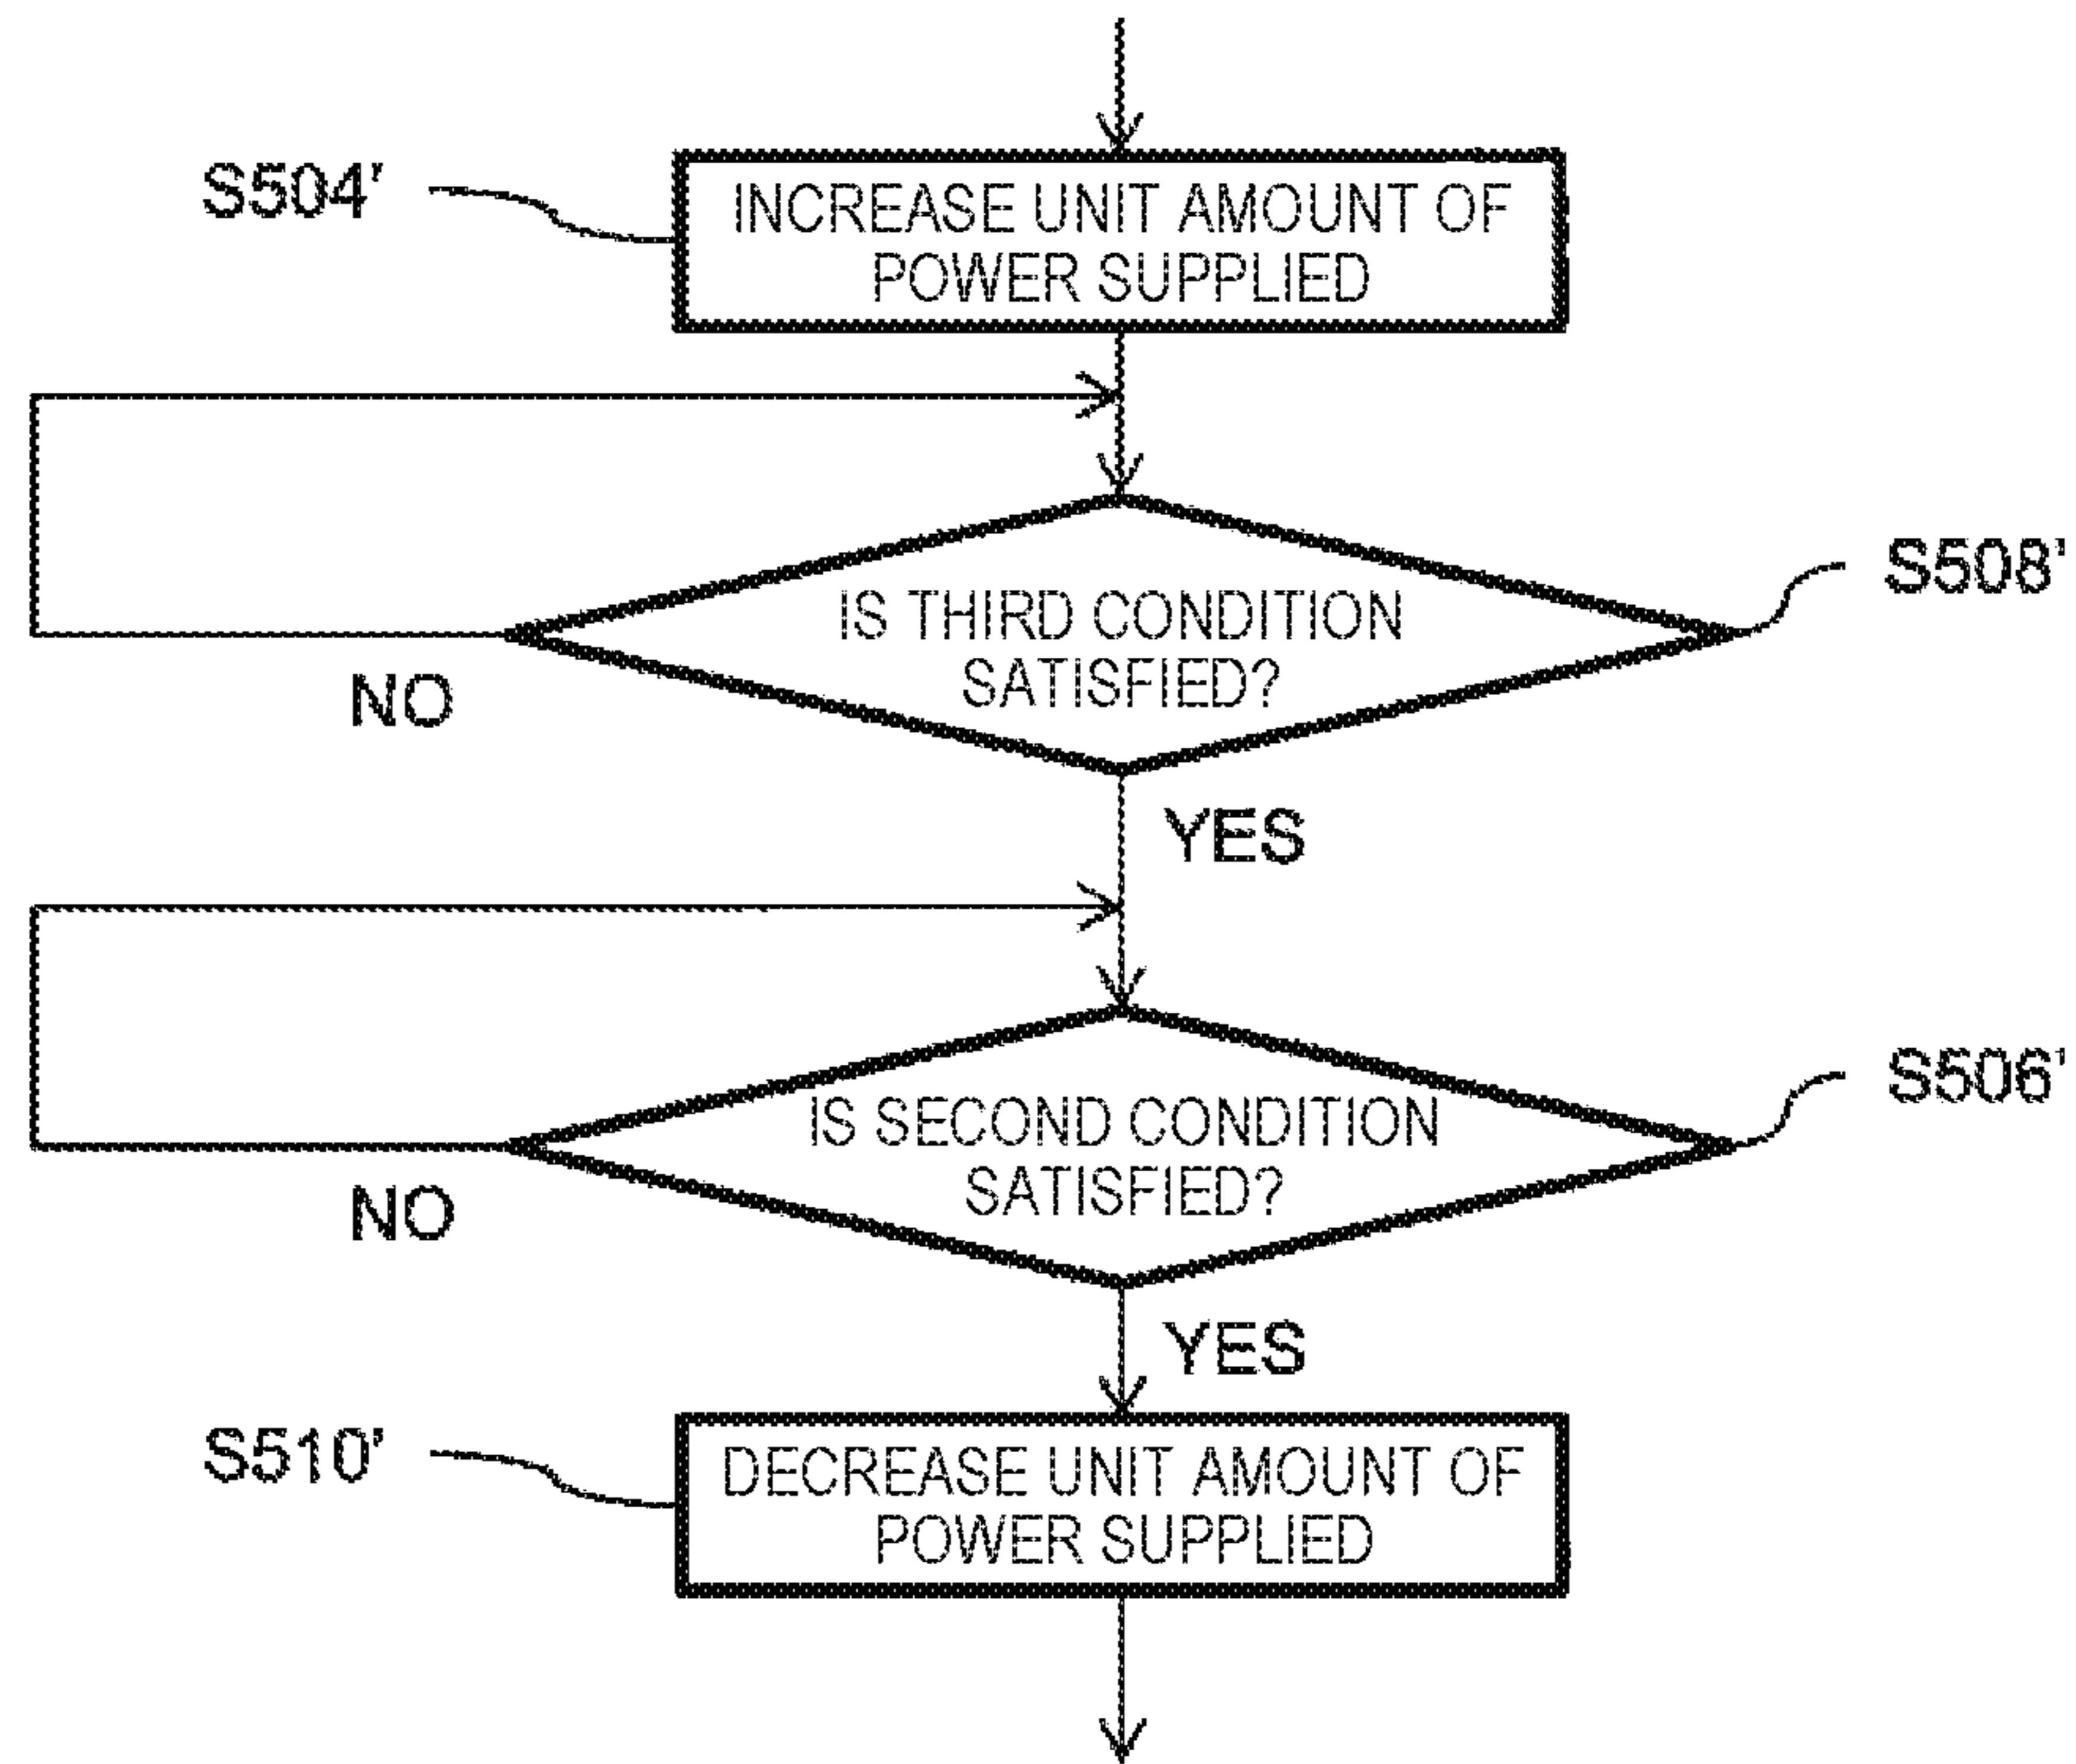 S504'
INCREASE UNIT AMOUNT OF
POWER SUPPLIED
S508'
IS THIRD CONDITION
SATISFIED?
NO
YES
S506'
IS SECOND CONDITION
SATISFIED?
NO
YES
S510'
DECREASE UNIT AMOUNT OF
POWER SUPPLIED